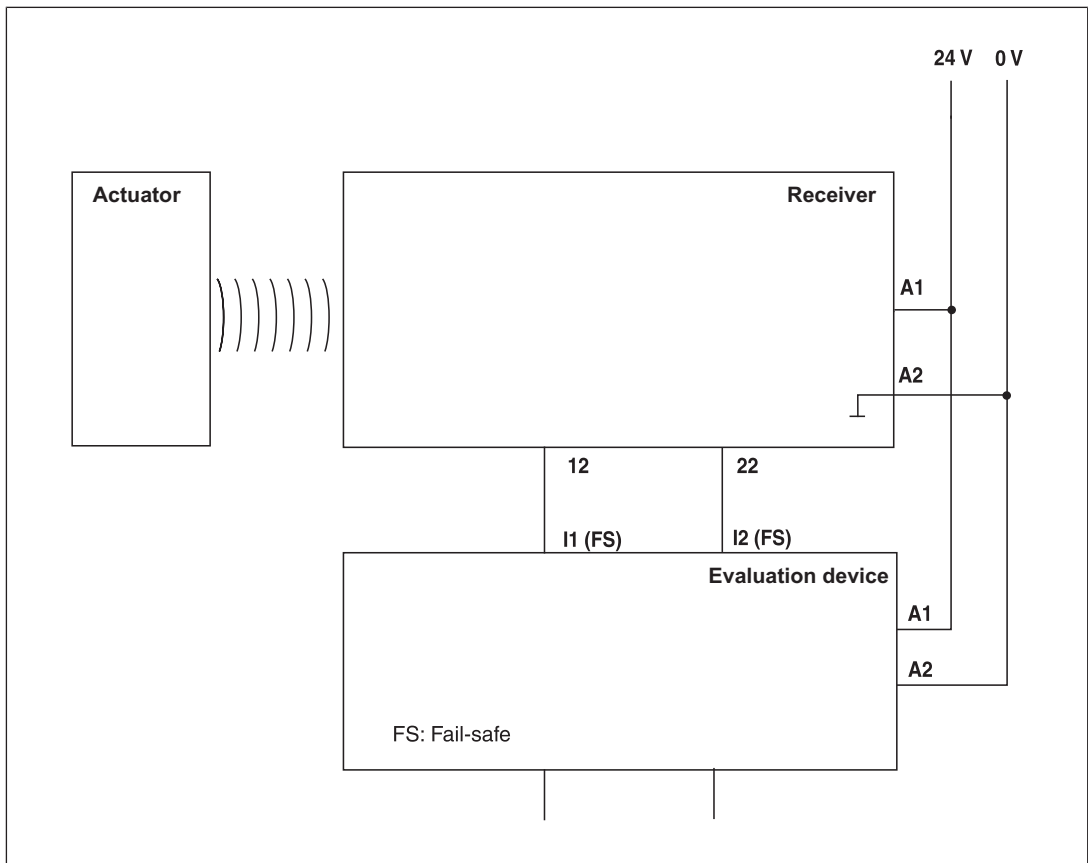 24 V 0 V
Actuator
Receiver
A1
A2
12 22
I1 (FS) I2 (FS)
Evaluation device
A1
A2
FS: Fail-safe